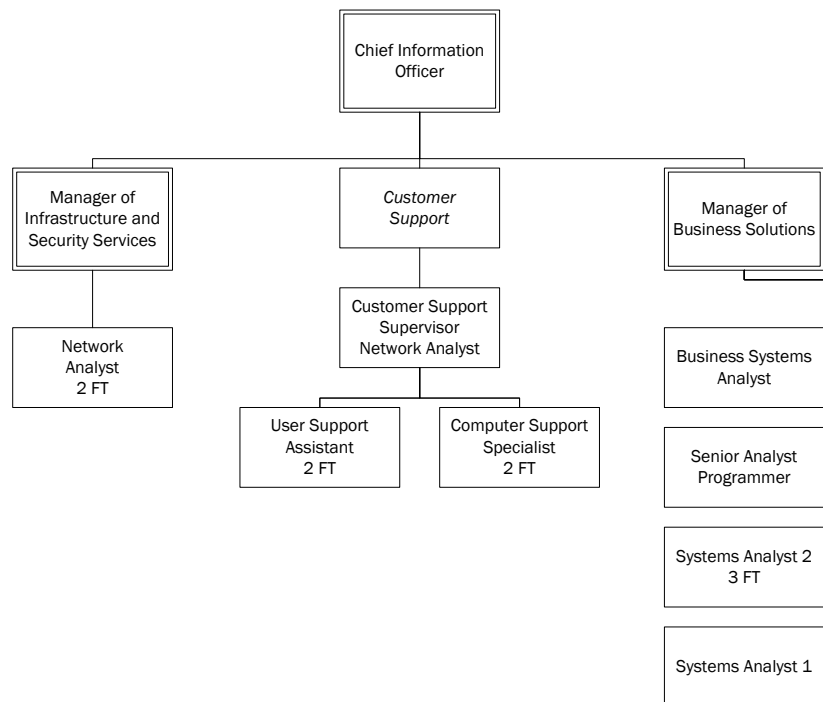 Chief Information
Officer
Manager of
Infrastructure and
Security Services
Customer
Support
Manager of
Business Solutions
Customer Support
Supervisor
Network Analyst
Network
Analyst
2 FT
Business Systems
Analyst
User Support
Assistant
2 FT
Computer Support
Specialist
2 FT
Senior Analyst
Programmer
Systems Analyst 2
3 FT
Systems Analyst 1